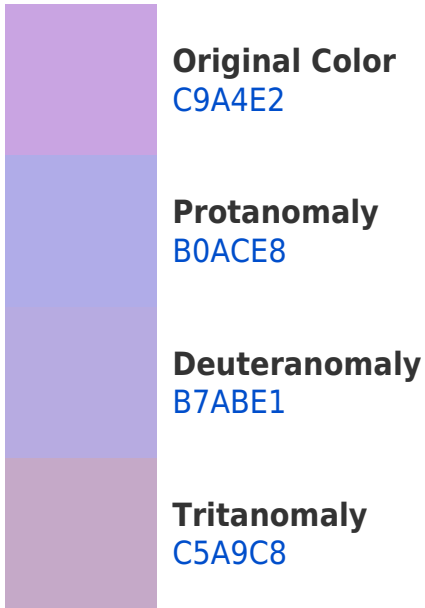 Original Color
C9A4E2
Protanomaly
B0ACE8
Deuteranomaly
B7ABE1
Tritanomaly
C5A9C8